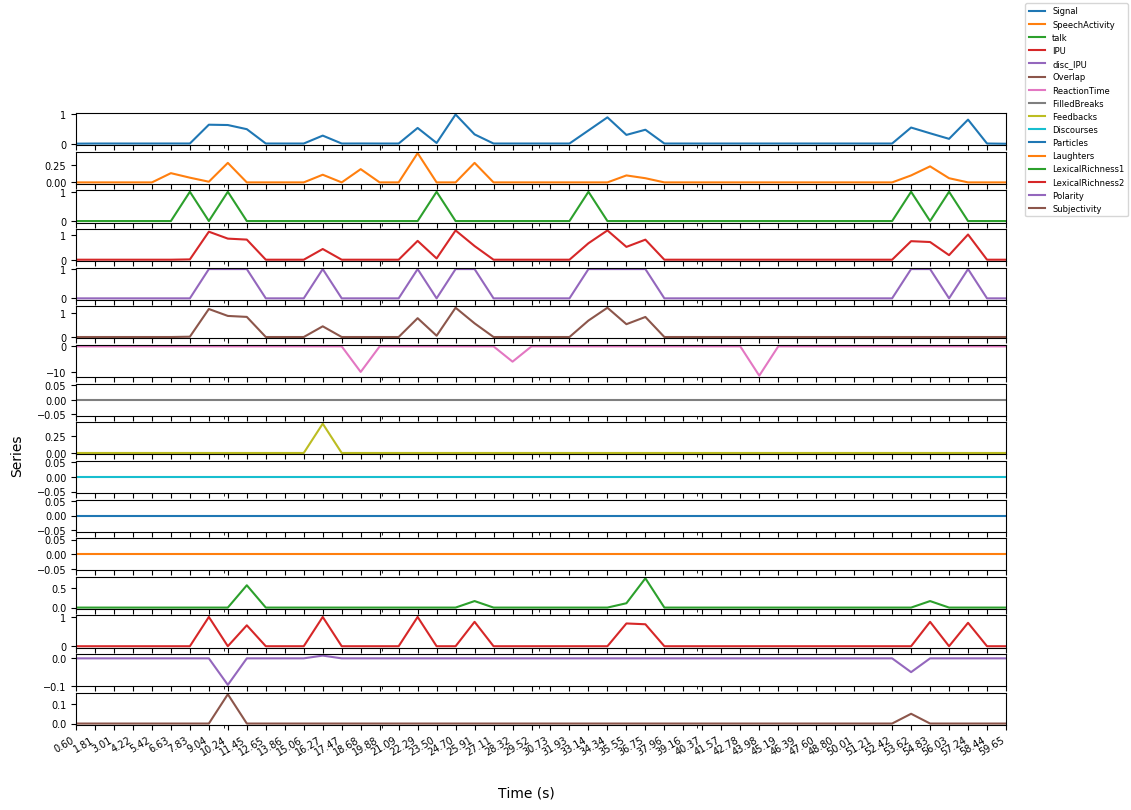 Signal
SpeechActivity
talk
IPU
disc_IPU
Overlap
ReactionTime
FilledBreaks
Feedbacks
Discourses
Particles
Laughters
LexicalRichness1
LexicalRichness2
Polarity
Subjectivity
1
0
0.25
0.00
1
0
1
0
1
0
1
0
0
−10
0.05
0.00
−0.05
0.25
0.00
0.05
0.00
−0.05
0.05
0.00
−0.05
0.05
0.00
−0.05
0.5
0.0
1
0
0.0
−0.1
0.1
0.0
Series
0.60 1.81 3.01 4.22 5.42 6.63 7.83 9.04 10.24 11.45 12.65 13.86 15.06 16.27 17.47 18.68 19.88 21.09 22.29 23.50 24.70 25.91 27.11 28.32 29.52 30.73 31.93 33.14 34.34 35.55 36.75 37.96 39.16 40.37 41.57 42.78 43.98 45.19 46.39 47.60 48.80 50.01 51.21 52.42 53.62 54.83 56.03 57.24 58.44 59.65
Time (s)